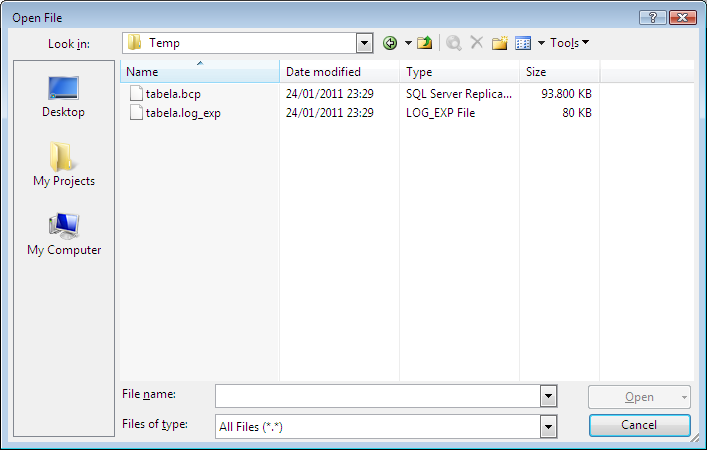 Open File
Look in: Temp Tools
Name Date modified Type Size
tabela.bcp 24/01/2011 23:29 SQL Server Replica... 93.800 KB
tabela.log_exp 24/01/2011 23:29 LOG_EXP File 80 KB
Desktop
My Projects
My Computer
File name: Open
Files of type: All Files (*.*) Cancel